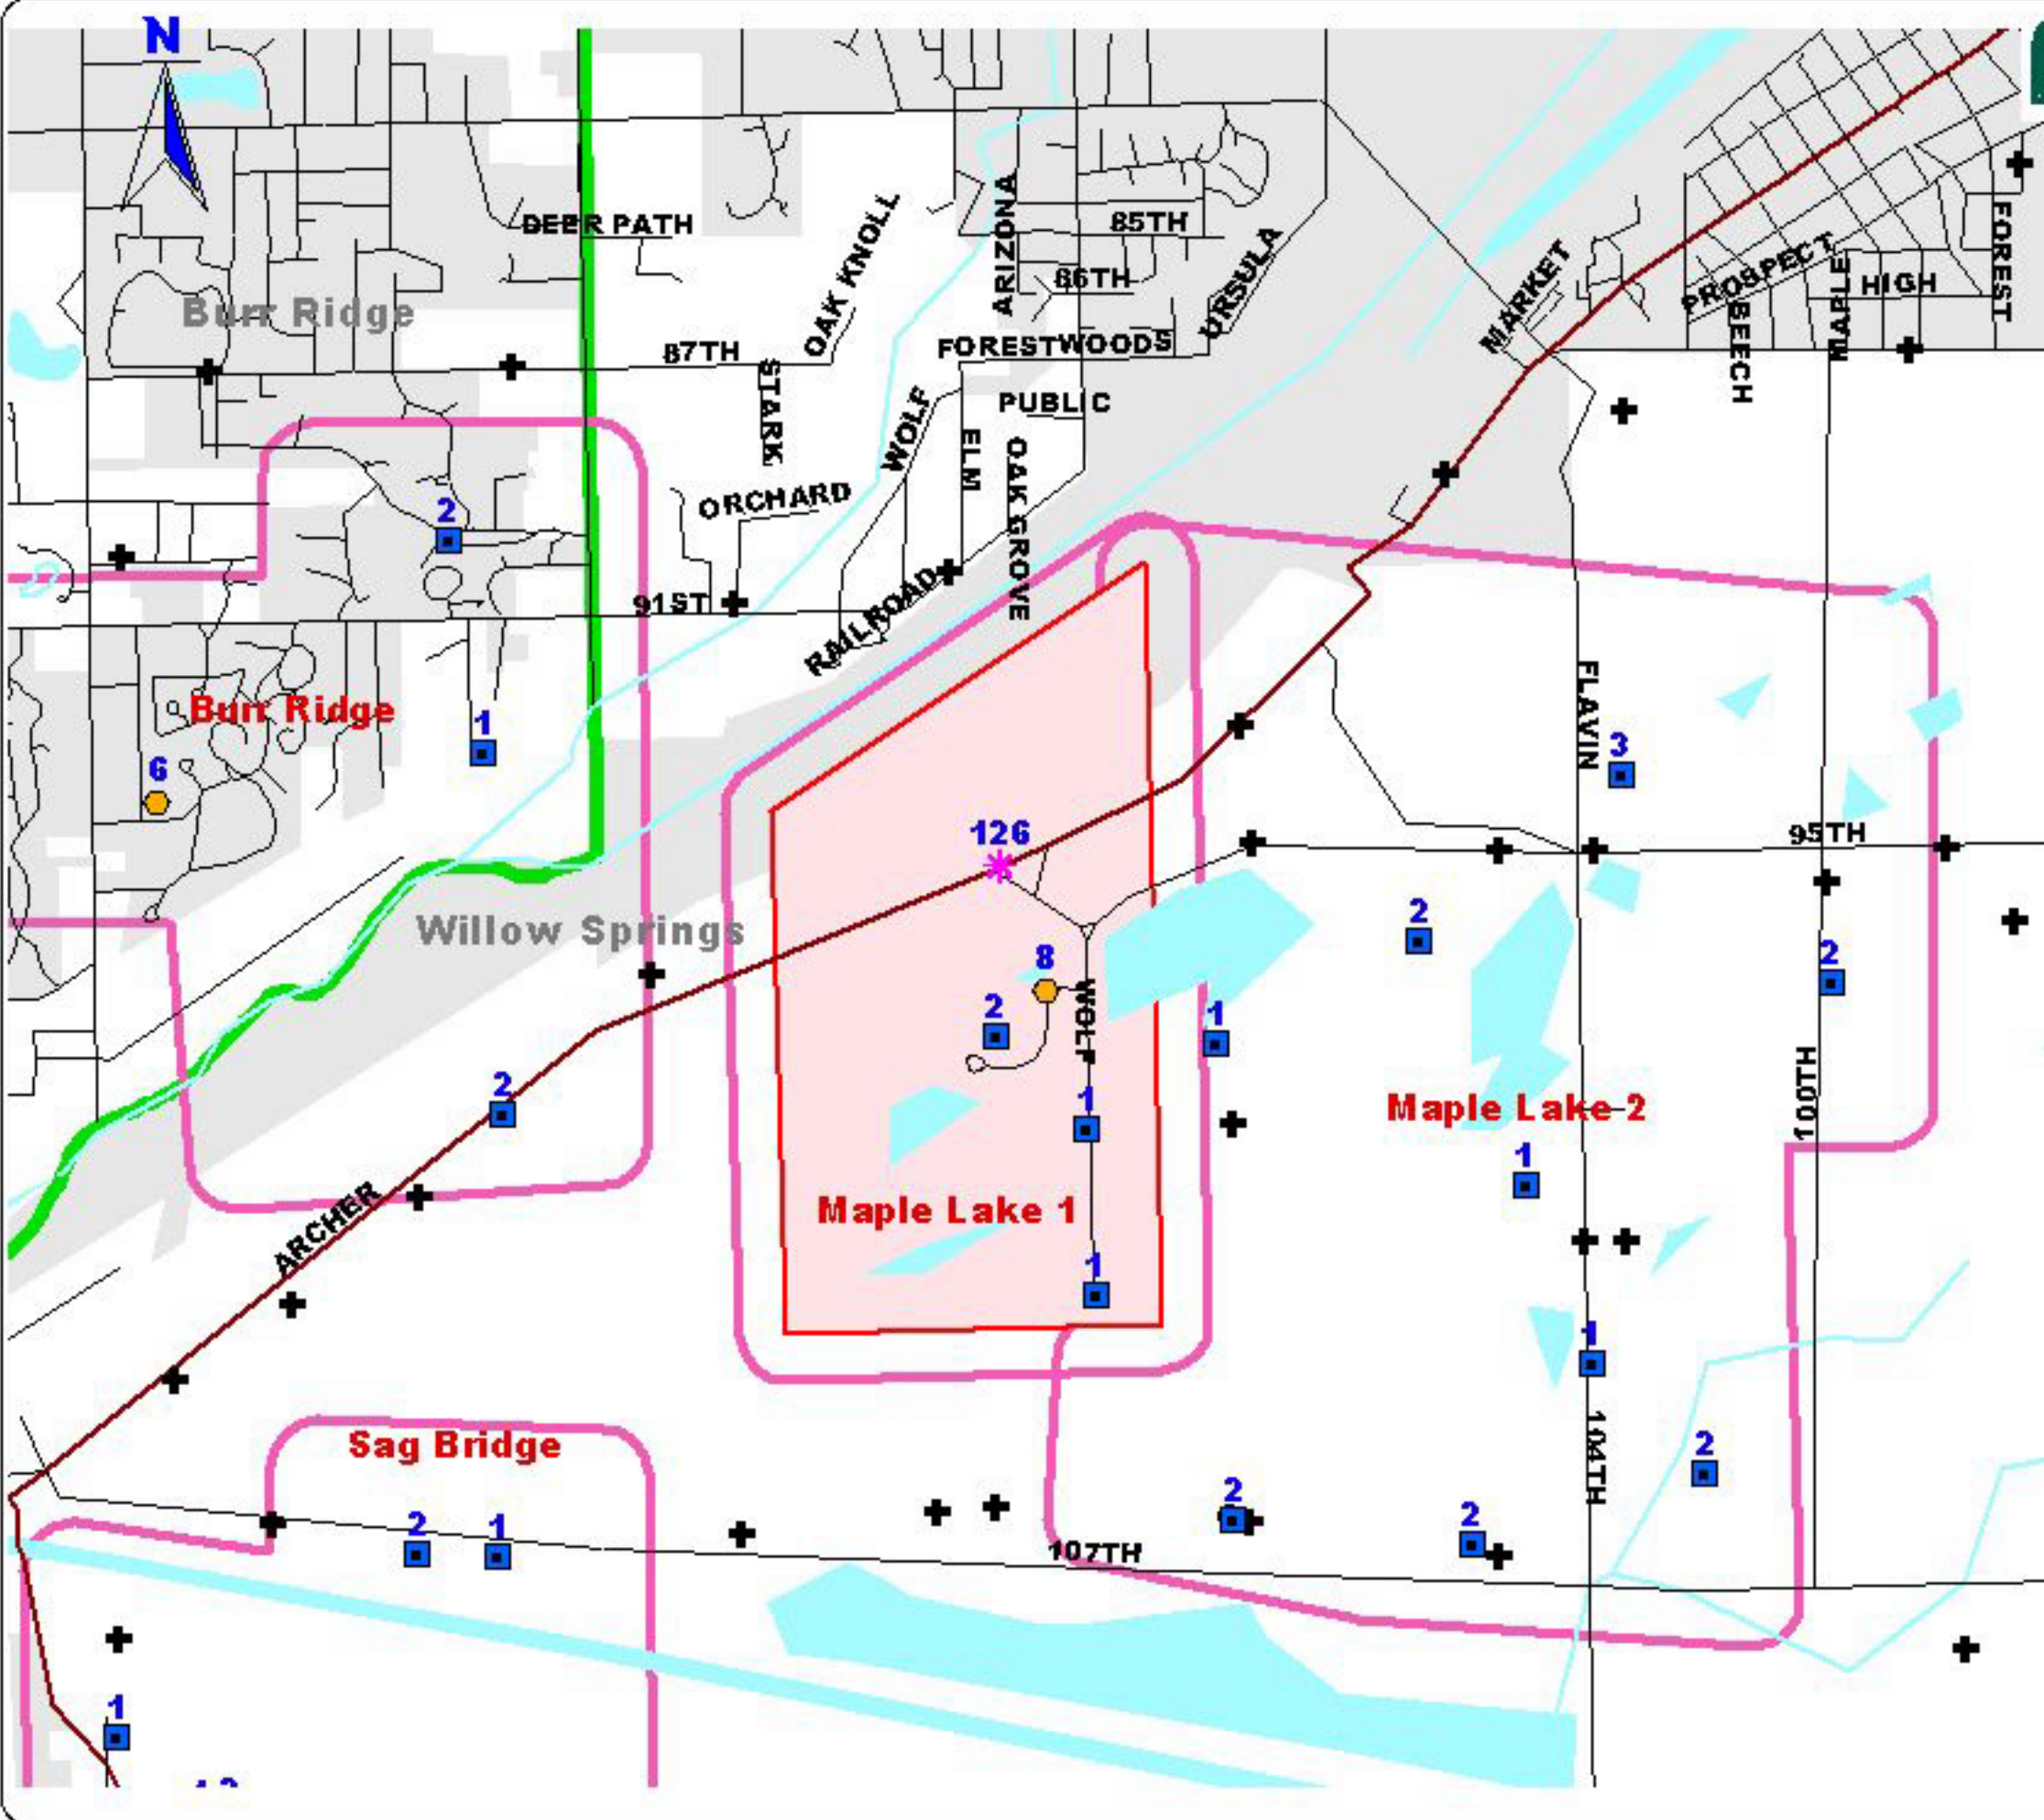 N
DEER PATH
OAK KNOLL
ARIZONA
85TH
86TH
URSULA
MARKET
PROSPECT
BEECH
MAPLE
HIGH
FOREST
Burr Ridge
87TH
STARK
FORESTWOODS
PUBLIC
WOLF
ELM
OAK GROVE
ORCHARD
2
91ST
RAILROAD
Burr Ridge
1
6
FLAVIN
3
126
95TH
Willow Springs
2
8
2
2
WOLF
1
2
1
Maple Lake 2
100TH
1
ARCHER
Maple Lake 1
1
1
Sag Bridge
104TH
2
2
1
2
2
107TH
1